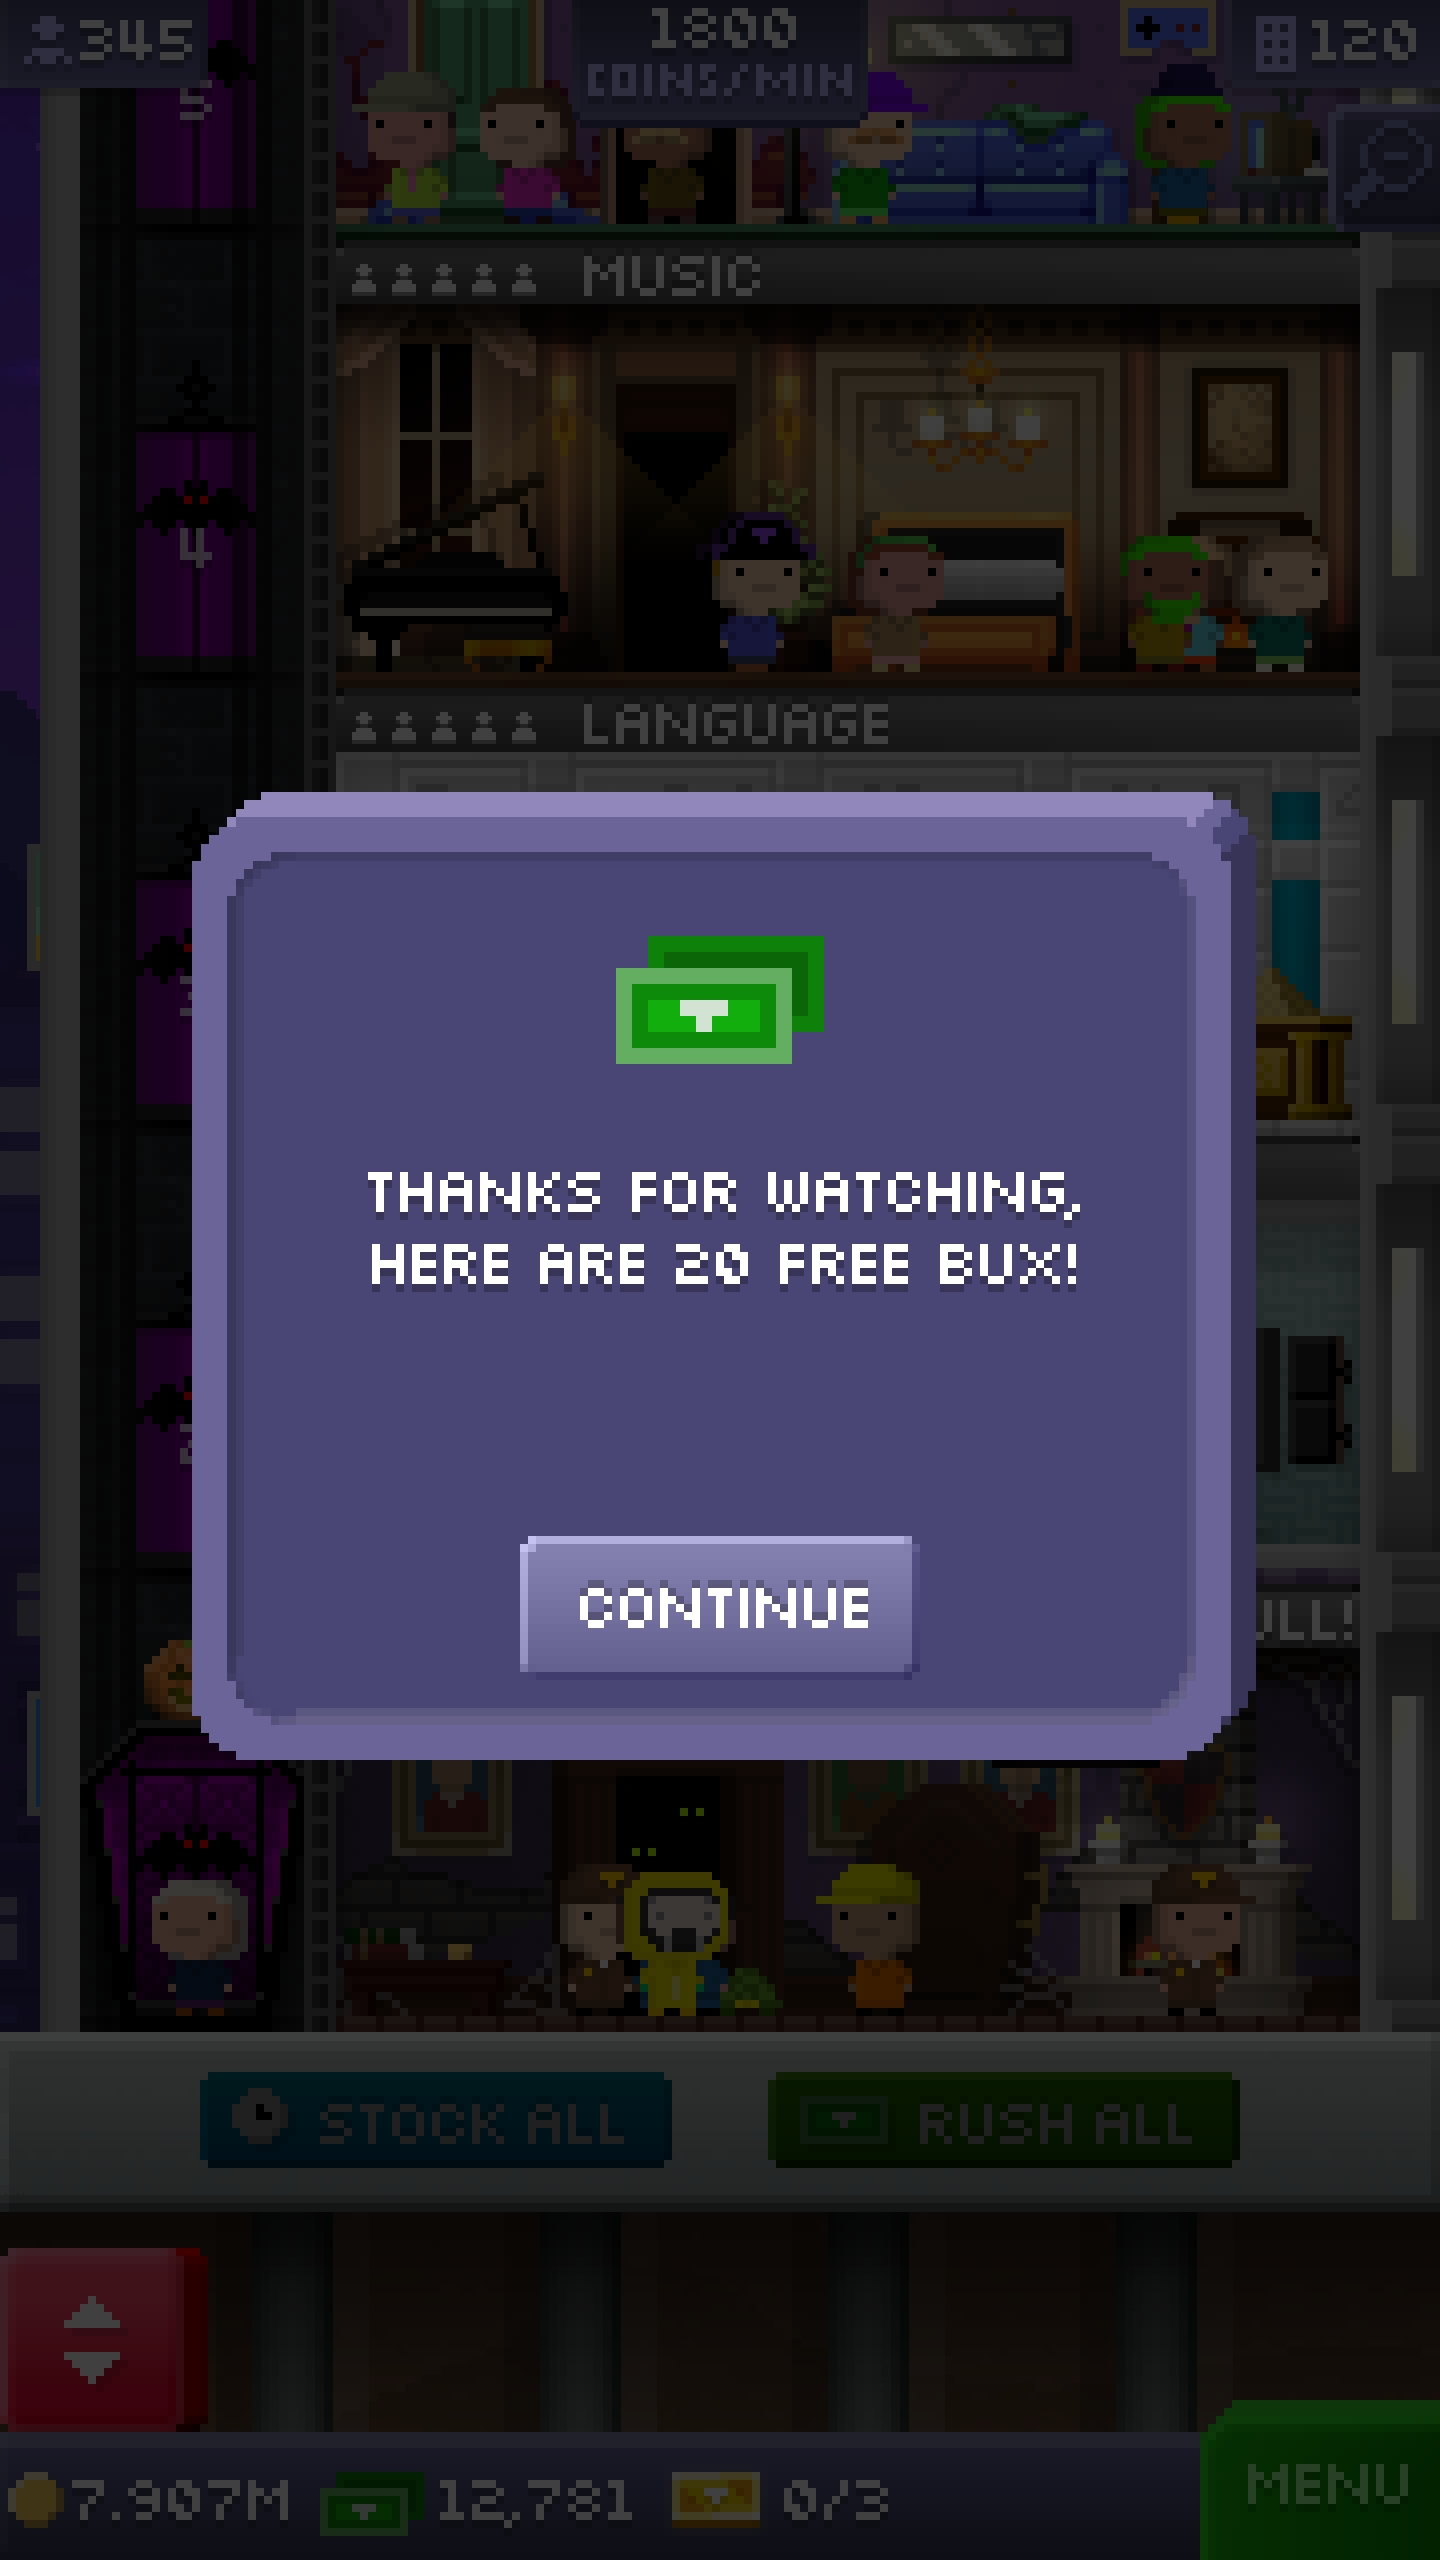 345
1800
COINS/MIN
120
5
MUSIC
4
LANGUAGE
THANKS FOR WATCHING,
HERE ARE 20 FREE BUX!
CONTINUE
STOCK ALL
RUSH ALL
7.907M
12,781
0/3
MENU